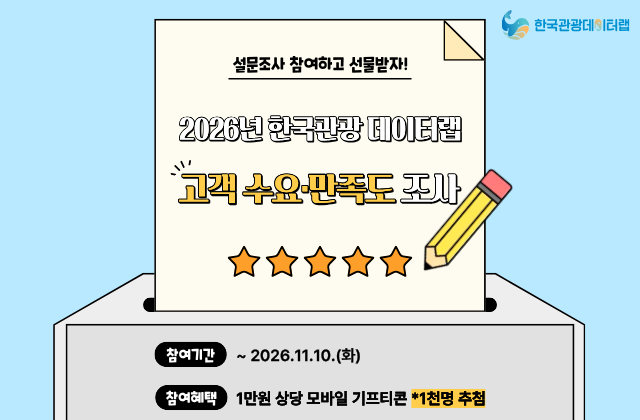 한국관광데이터랩
설문조사 참여하고 선물받자!
2026년 한국관광 데이터랩
고객 수요·만족도 조사
참여기간 ~ 2026.11.10.(화)
참여혜택 1만원 상당 모바일 기프티콘 *1천명 추첨